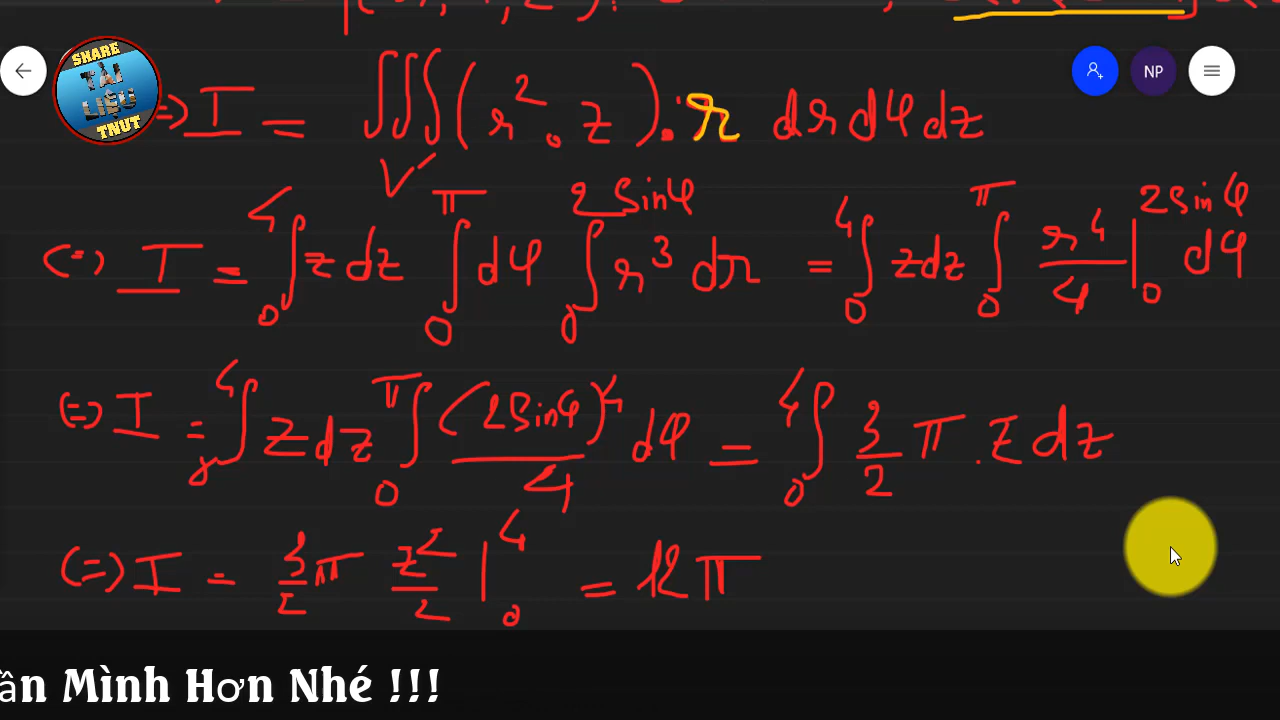 SHARE
TÀI
LIỆU
TNUT
NP
=> I = ∭_V' (r² . z) . r dr dφ dz
(=) I = ∫₀⁴ z dz ∫₀^π dφ ∫₀^{2sinφ} r³ dr = ∫₀⁴ z dz ∫₀^π r⁴/4 |₀^{2sinφ} dφ
(=) I = ∫₀⁴ z dz ∫₀^π (2sinφ)⁴/4 dφ = ∫₀⁴ 3/2 π . z dz
(=) I = 3/2 π z²/2 |₀⁴ = 12π
ần Mình Hơn Nhé !!!